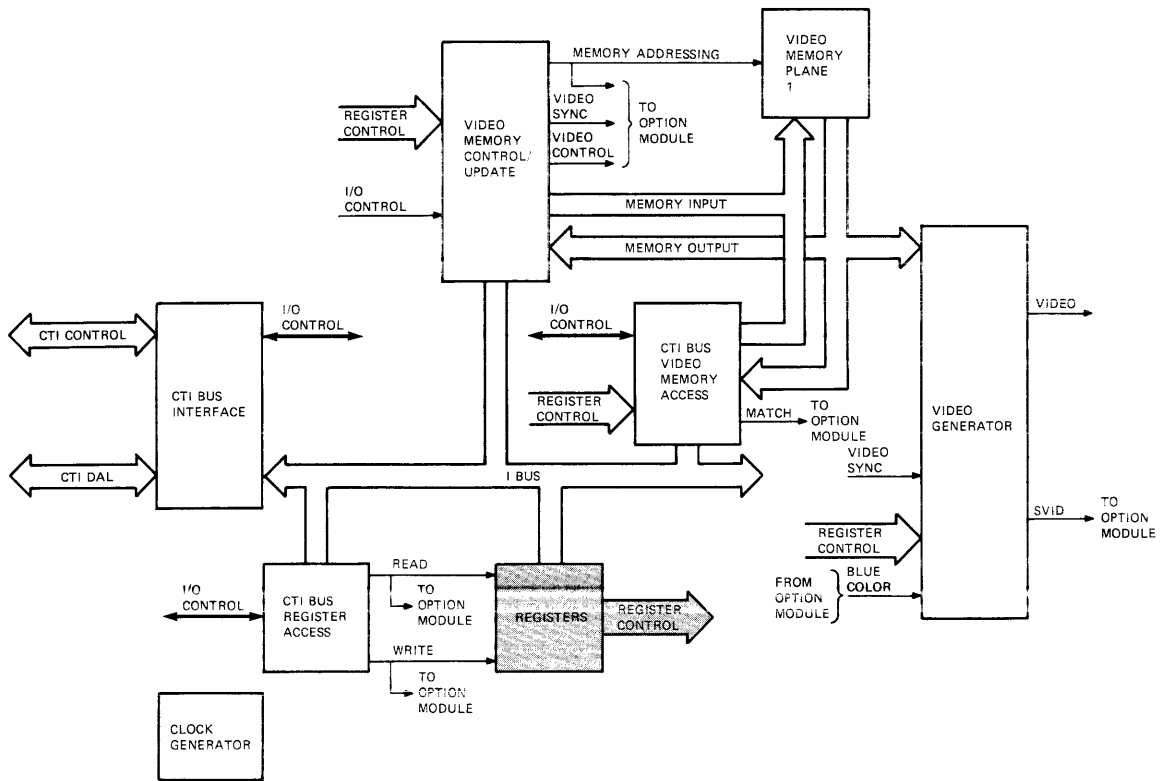 VIDEO
MEMORY
PLANE
1
MEMORY ADDRESSING
VIDEO
SYNC
VIDEO
CONTROL
TO
OPTION
MODULE
REGISTER
CONTROL
VIDEO
MEMORY
CONTROL/
UPDATE
I/O
CONTROL
MEMORY INPUT
MEMORY OUTPUT
CTI CONTROL
I/O
CONTROL
CTI BUS
INTERFACE
CTI DAL
I/O
CONTROL
CTI BUS
VIDEO
MEMORY
ACCESS
REGISTER
CONTROL
MATCH
TO
OPTION
MODULE
VIDEO
VIDEO
GENERATOR
VIDEO
SYNC
SVID
TO
OPTION
MODULE
REGISTER
CONTROL
FROM
OPTION
MODULE
BLUE
COLOR
I BUS
I/O
CONTROL
CTI BUS
REGISTER
ACCESS
READ
TO
OPTION
MODULE
REGISTERS
REGISTER
CONTROL
WRITE
TO
OPTION
MODULE
CLOCK
GENERATOR